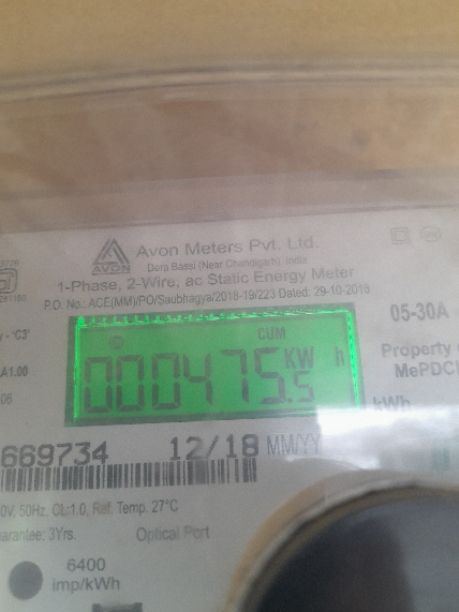 Avon Meters Pvt. Ltd.
AVON
Dera Bassi (Near Chandigarh), India
1-Phase, 2-Wire, ac Static Energy Meter
P.O. No.: ACE(MM)/PO/Saubhagya/2018-19/223 Dated: 29-10-2018
05-30A
CUM
000475.5 KW h
Property
MePDC
kWh
669734 12/18 MM/YY
0V, 50Hz, CL:1.0, Ref. Temp. 27°C
arantee: 3Yrs. Optical Port
6400
imp/kWh